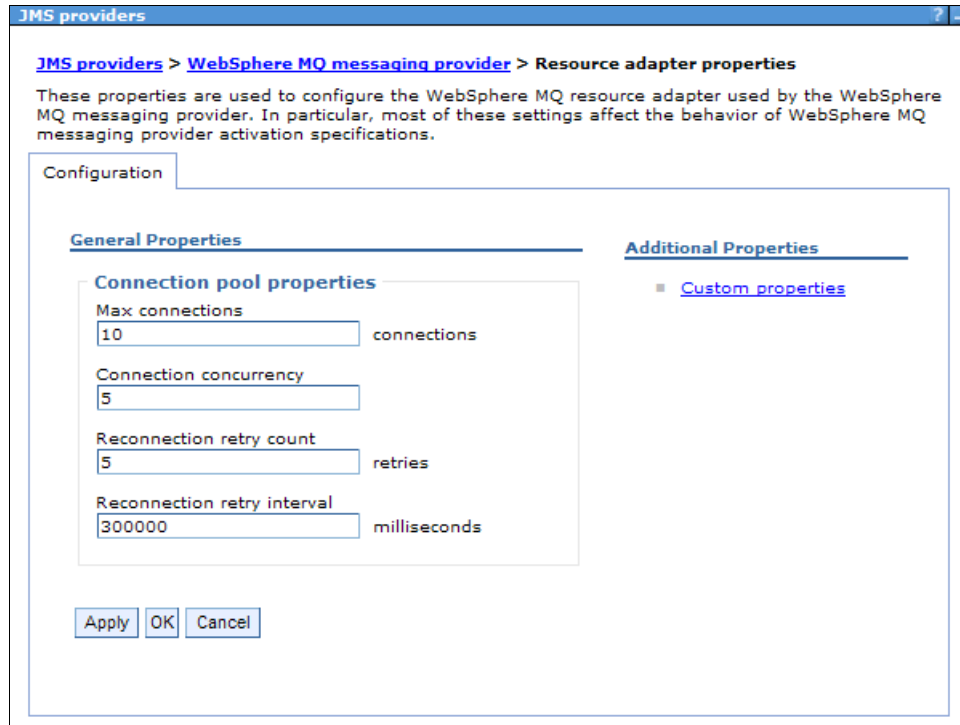 JMS providers ? -
JMS providers > WebSphere MQ messaging provider > Resource adapter properties
These properties are used to configure the WebSphere MQ resource adapter used by the WebSphere
MQ messaging provider. In particular, most of these settings affect the behavior of WebSphere MQ
messaging provider activation specifications.
Configuration
General Properties
Connection pool properties
Max connections
10 connections
Connection concurrency
5
Reconnection retry count
5 retries
Reconnection retry interval
300000 milliseconds
Additional Properties
Custom properties
Apply OK Cancel